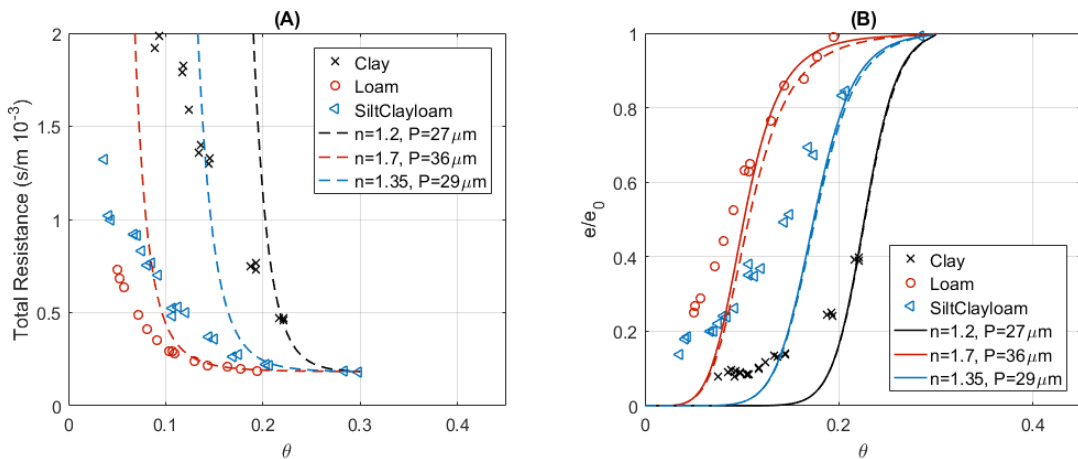 (A)
Total Resistance (s/m 10⁻³)
2
1.5
1
0.5
0
0
0.1
0.2
0.3
0.4
θ
Clay
Loam
SiltClayloam
n=1.2, P=27μm
n=1.7, P=36μm
n=1.35, P=29μm
(B)
e/e₀
1
0.8
0.6
0.4
0.2
0
0
0.2
0.4
θ
Clay
Loam
SiltClayloam
n=1.2, P=27μm
n=1.7, P=36μm
n=1.35, P=29μm